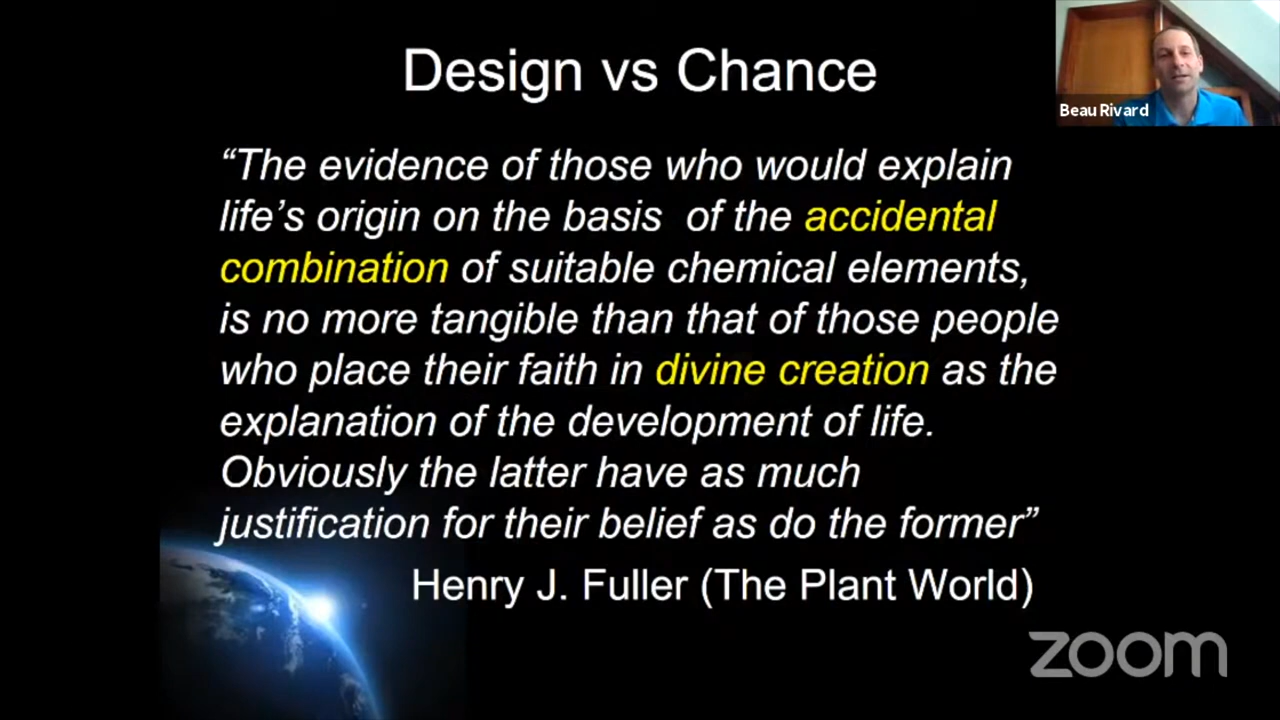 Design vs Chance
Beau Rivard
“The evidence of those who would explain
life’s origin on the basis  of the accidental
combination of suitable chemical elements,
is no more tangible than that of those people
who place their faith in divine creation as the
explanation of the development of life.
Obviously the latter have as much
justification for their belief as do the former”
Henry J. Fuller (The Plant World)
zoom